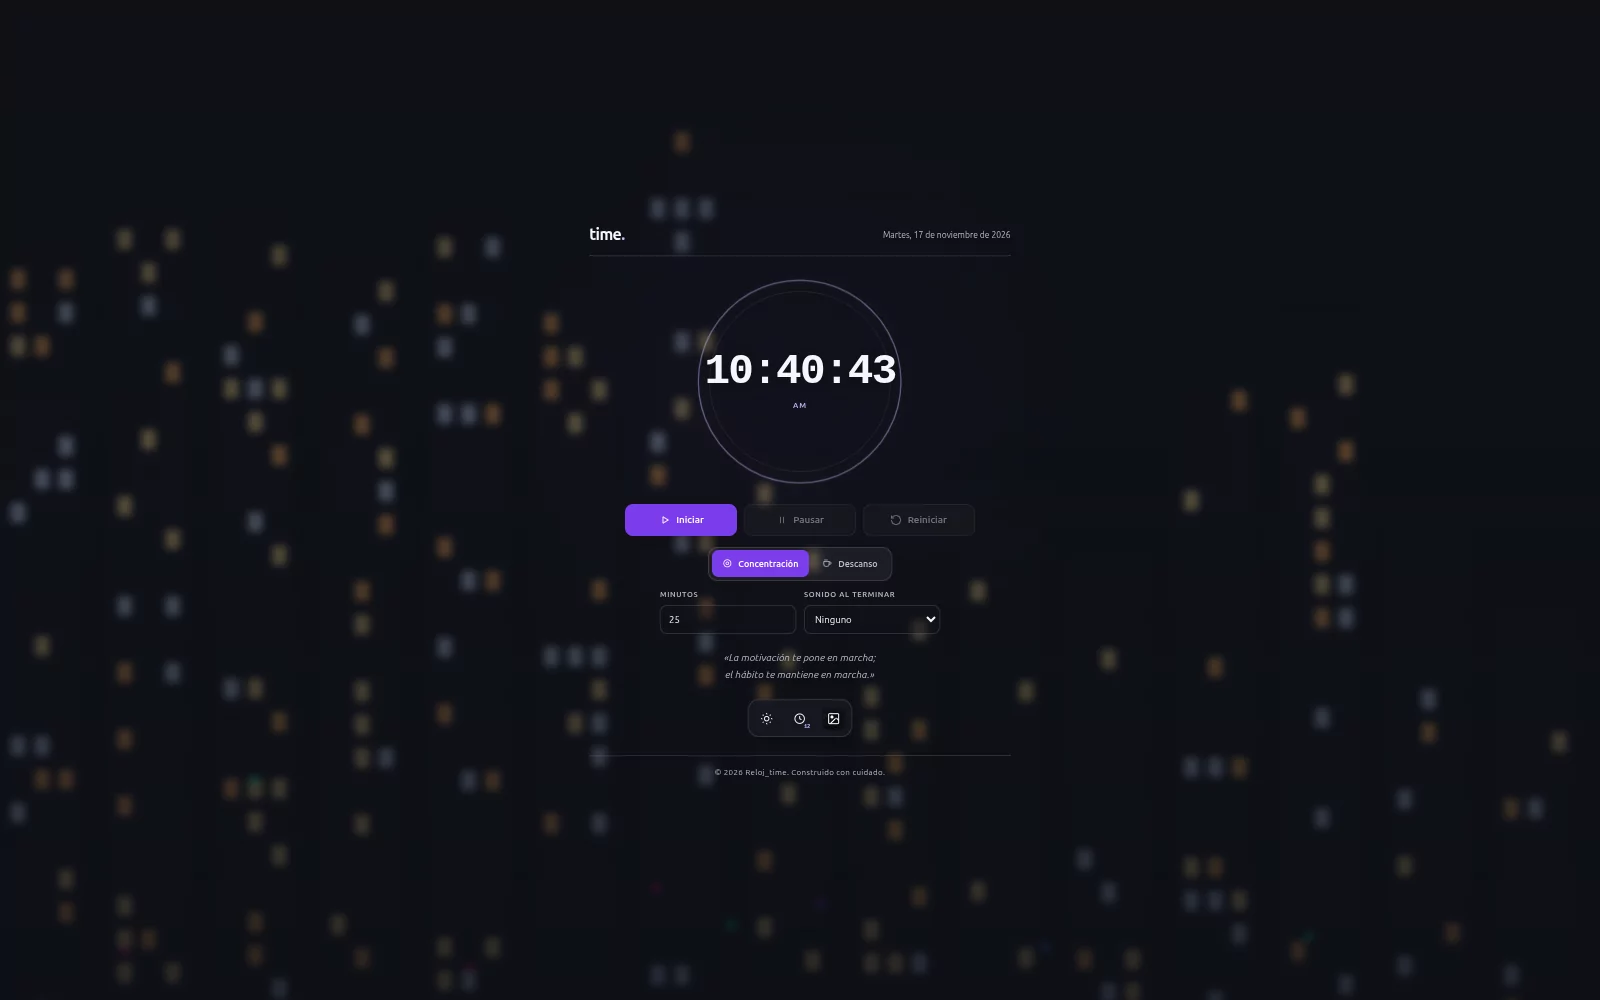 time.
Martes, 17 de noviembre de 2026
10:40:43
AM
Iniciar
Pausar
Reiniciar
Concentración
Descanso
MINUTOS
SONIDO AL TERMINAR
25
Ninguno
«La motivación te pone en marcha;
el hábito te mantiene en marcha.»
12
© 2026 Reloj_time. Construido con cuidado.